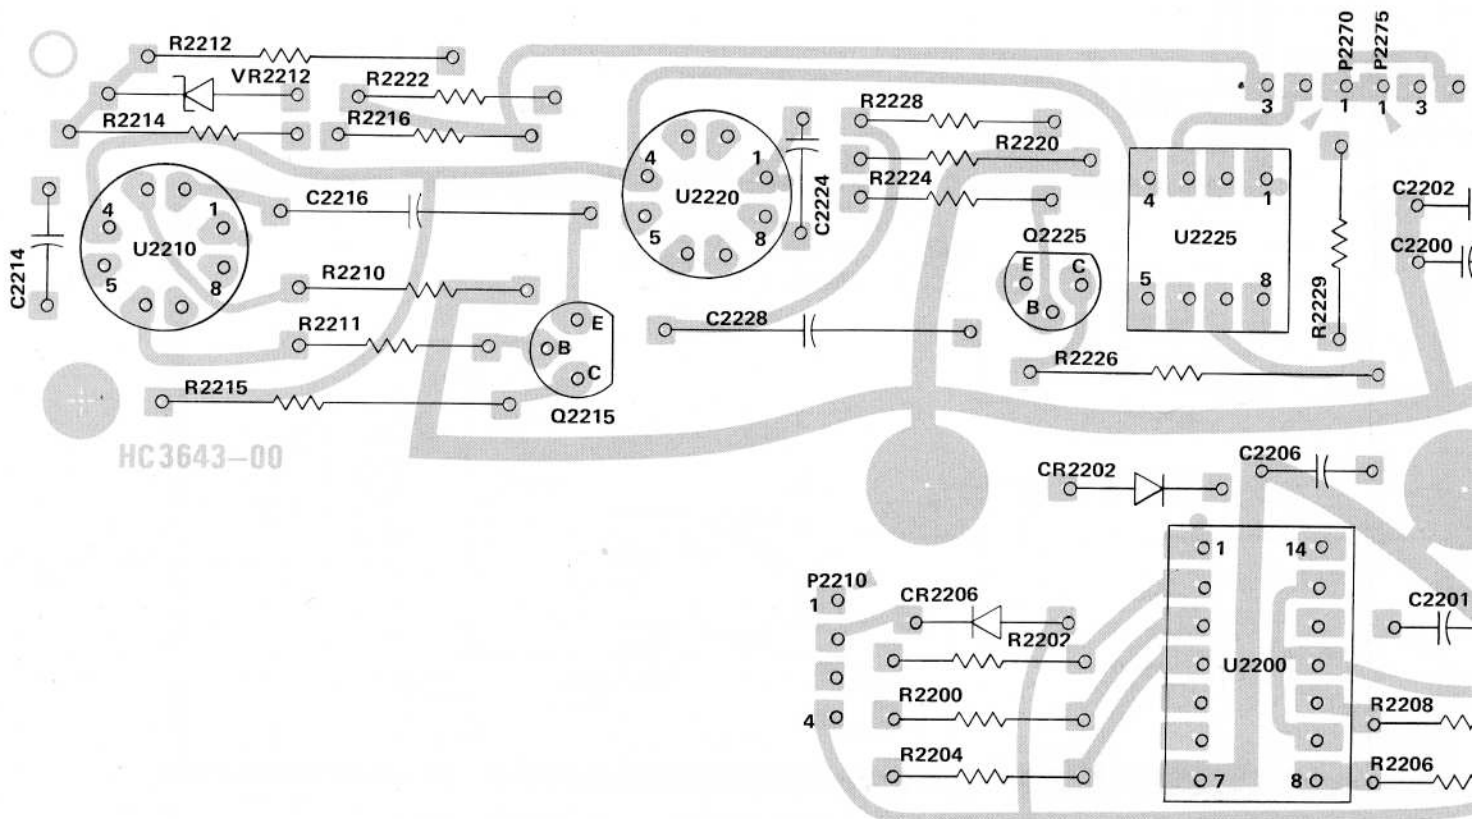 R2212
VR2212
R2222
R2214
R2216
R2228
R2220
R2224
P2270
P2275
3
1
1
3
C2214
4
1
U2210
5
8
C2216
4
1
U2220
5
8
C2224
Q2225
E
C
B
4
1
U2225
5
8
R2229
C2202
C2200
R2210
R2211
E
B
C
Q2215
R2215
C2228
R2226
HC3643-00
CR2202
C2206
1
14
U2200
7
8
P2210
1
4
CR2206
R2202
R2200
R2204
C2201
R2208
R2206